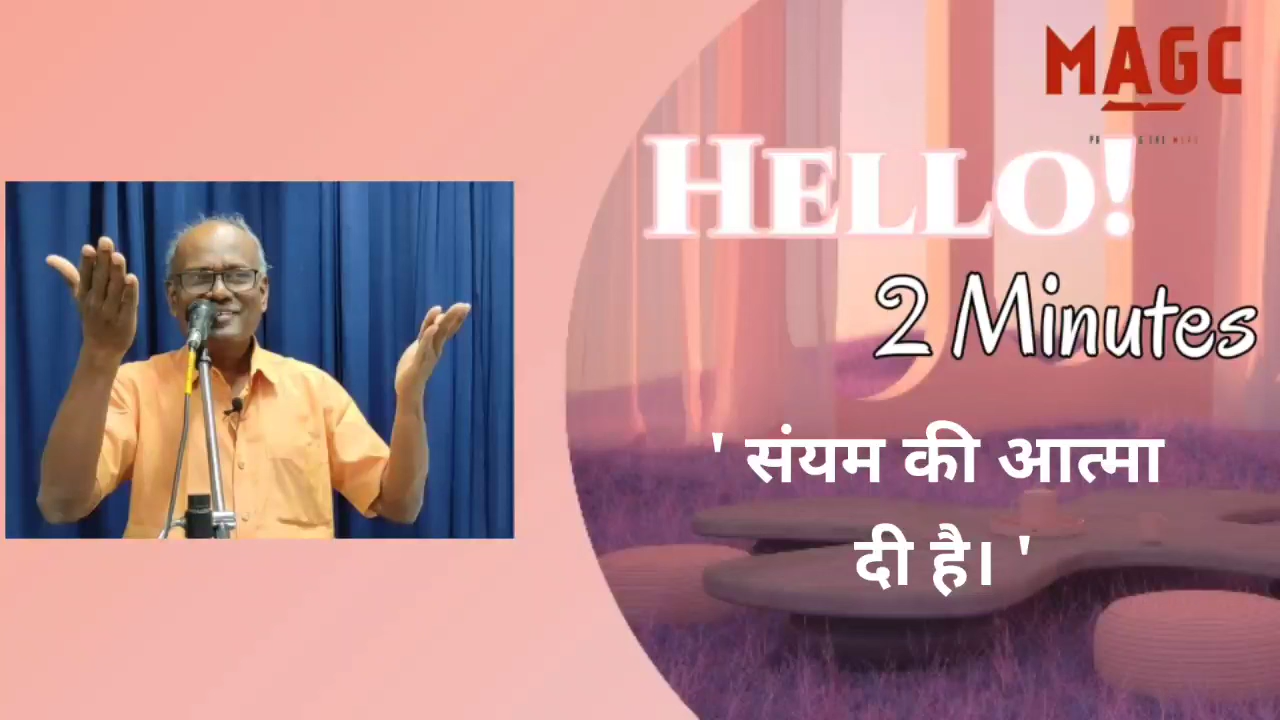 MAGC
HELLO!
2 Minutes
' संयम की आत्मा
दी है। '